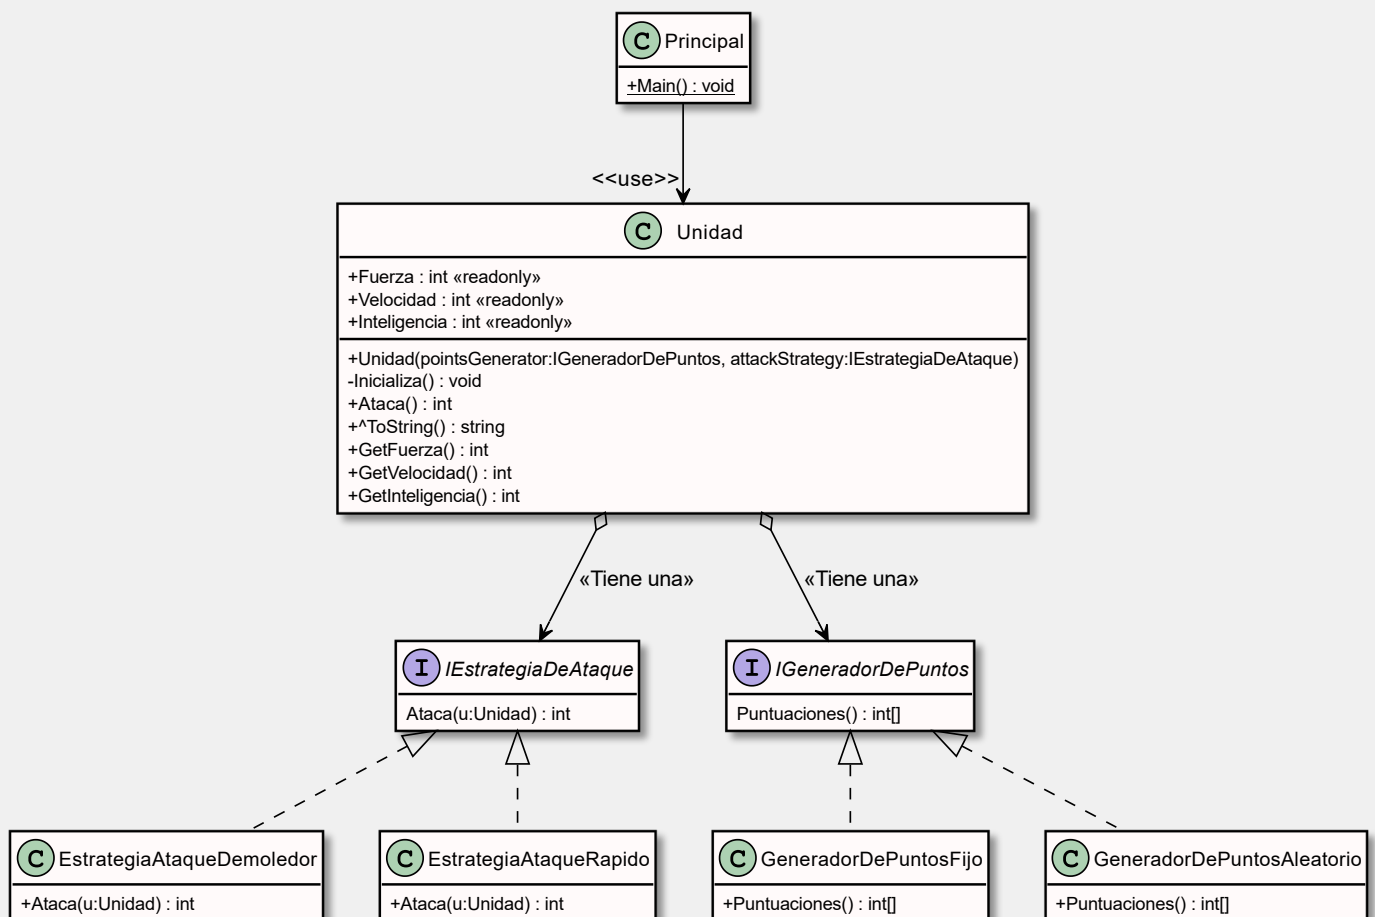 C Principal
+Main() : void
<<use>>
C Unidad
+Fuerza : int «readonly»
+Velocidad : int «readonly»
+Inteligencia : int «readonly»
+Unidad(pointsGenerator:IGeneradorDePuntos, attackStrategy:IEstrategiaDeAtaque)
-Inicializa() : void
+Ataca() : int
+^ToString() : string
+GetFuerza() : int
+GetVelocidad() : int
+GetInteligencia() : int
«Tiene una»
«Tiene una»
I IEstrategiaDeAtaque
Ataca(u:Unidad) : int
I IGeneradorDePuntos
Puntuaciones() : int[]
C EstrategiaAtaqueDemoledor
+Ataca(u:Unidad) : int
C EstrategiaAtaqueRapido
+Ataca(u:Unidad) : int
C GeneradorDePuntosFijo
+Puntuaciones() : int[]
C GeneradorDePuntosAleatorio
+Puntuaciones() : int[]